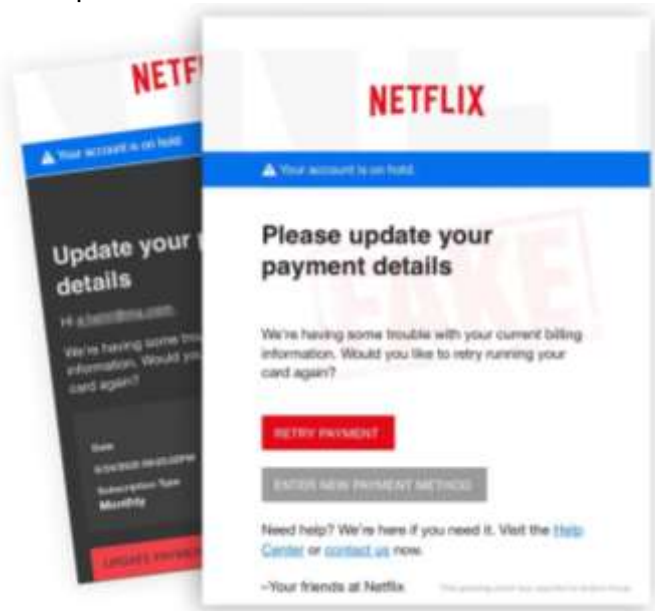 NETF
Your account is on hold.
Update your
details
Hi
We're having some
information. Would you
card again?
Date
Subscription Type
Monthly
UPDATE PAYMEN
NETFLIX
Your account is on hold.
Please update your
payment details
FAKE
We're having some trouble with your current billing
information. Would you like to retry running your
card again?
RETRY PAYMENT
ENTER NEW PAYMENT METHOD
Need help? We're here if you need it. Visit the Help
Center or contact us now.
–Your friends at Netflix